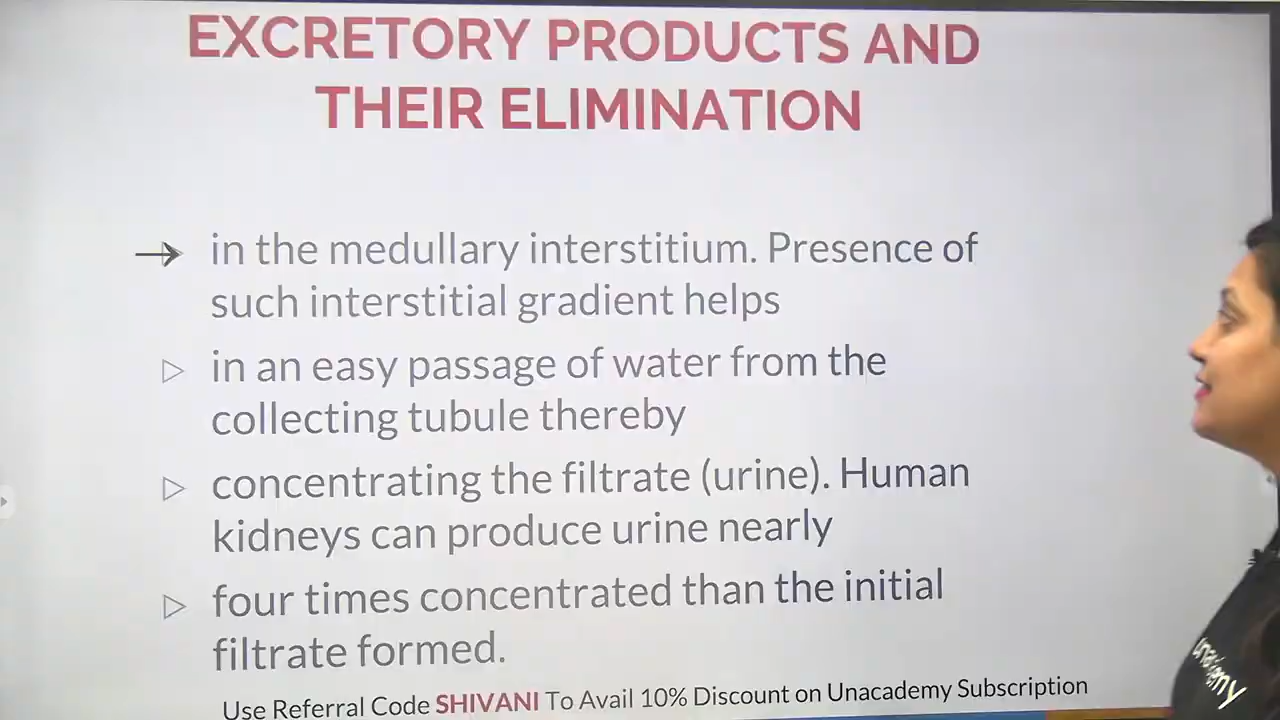 EXCRETORY PRODUCTS AND
THEIR ELIMINATION
→ in the medullary interstitium. Presence of
such interstitial gradient helps
▷ in an easy passage of water from the
collecting tubule thereby
▷ concentrating the filtrate (urine). Human
kidneys can produce urine nearly
▷ four times concentrated than the initial
filtrate formed.
Use Referral Code SHIVANI To Avail 10% Discount on Unacademy Subscription
unacademy